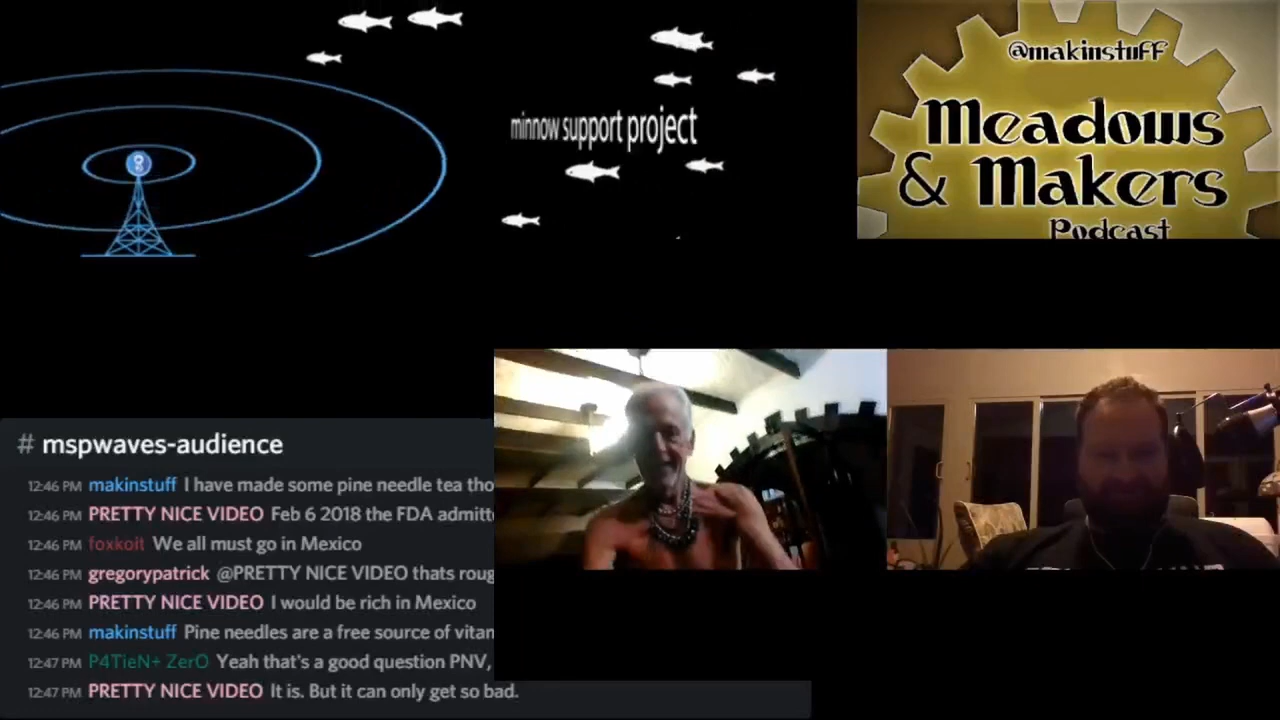 @makinstuff
Meadows
& Makers
Podcast
minnow support project
# mspwaves-audience
12:46 PM makinstuff I have made some pine needle tea tho
12:46 PM PRETTY NICE VIDEO Feb 6 2018 the FDA admitt
12:46 PM foxkoit We all must go in Mexico
12:46 PM gregorypatrick @PRETTY NICE VIDEO thats roug
12:46 PM PRETTY NICE VIDEO I would be rich in Mexico
12:46 PM makinstuff Pine needles are a free source of vitan
12:47 PM P4TieN+ ZerO Yeah that's a good question PNV,
12:47 PM PRETTY NICE VIDEO It is. But it can only get so bad.